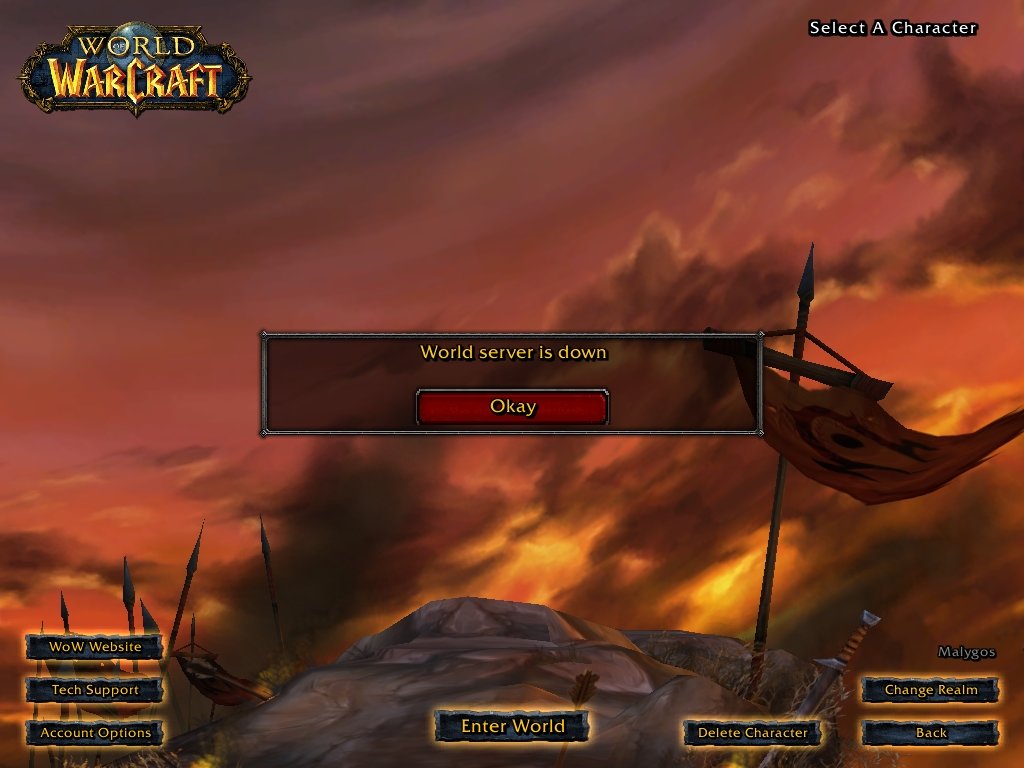 WORLD
OF
WARCRAFT
Select A Character
World server is down
Okay
WoW Website
Tech Support
Account Options
Enter World
Delete Character
Malygos
Change Realm
Back